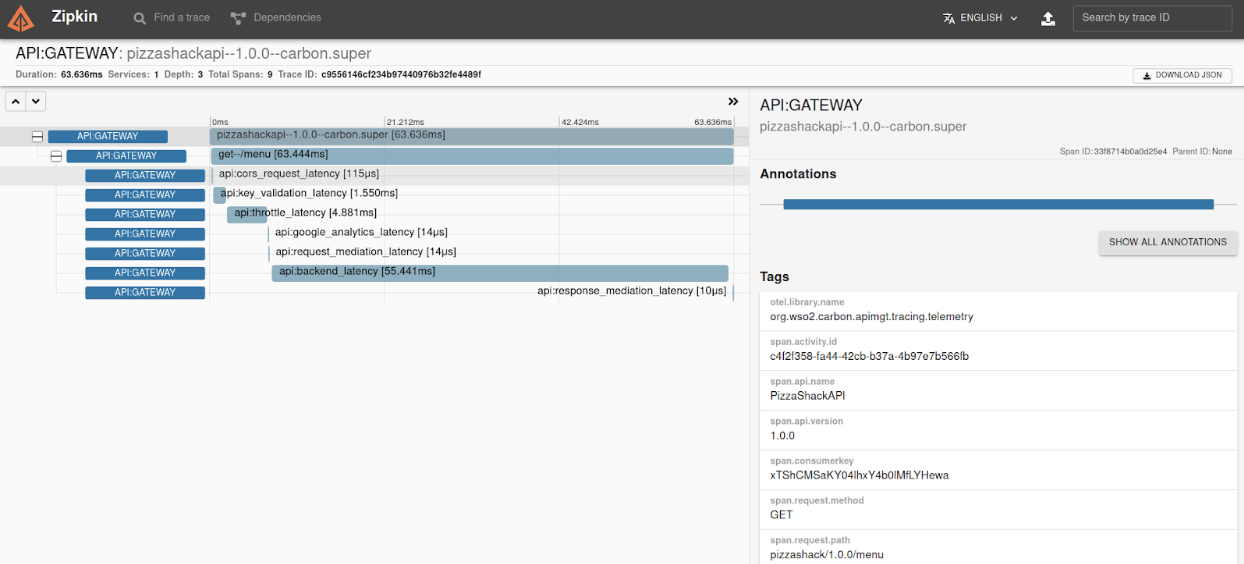 Zipkin
Find a trace
Dependencies
ENGLISH
Search by trace ID
API:GATEWAY: pizzashackapi--1.0.0--carbon.super
Duration: 63.636ms Services: 1 Depth: 3 Total Spans: 9 Trace ID: c9556146cf234b97440976b32fe4489f
DOWNLOAD JSON
0ms 21.212ms 42.424ms 63.636ms
API:GATEWAY pizzashackapi--1.0.0--carbon.super [63.636ms]
API:GATEWAY get--/menu [63.444ms]
API:GATEWAY api:cors_request_latency [115μs]
API:GATEWAY api:key_validation_latency [1.550ms]
API:GATEWAY api:throttle_latency [4.881ms]
API:GATEWAY api:google_analytics_latency [14μs]
API:GATEWAY api:request_mediation_latency [14μs]
API:GATEWAY api:backend_latency [55.441ms]
API:GATEWAY api:response_mediation_latency [10μs]
API:GATEWAY
pizzashackapi--1.0.0--carbon.super
Span ID: 33f8714b0a0d25e4 Parent ID: None
Annotations
SHOW ALL ANNOTATIONS
Tags
otel.library.name
org.wso2.carbon.apimgt.tracing.telemetry
span.activity.id
c4f2f358-fa44-42cb-b37a-4b97e7b566fb
span.api.name
PizzaShackAPI
span.api.version
1.0.0
span.consumerkey
xTShCMSaKY04lhxY4b0lMfLYHewa
span.request.method
GET
span.request.path
pizzashack/1.0.0/menu